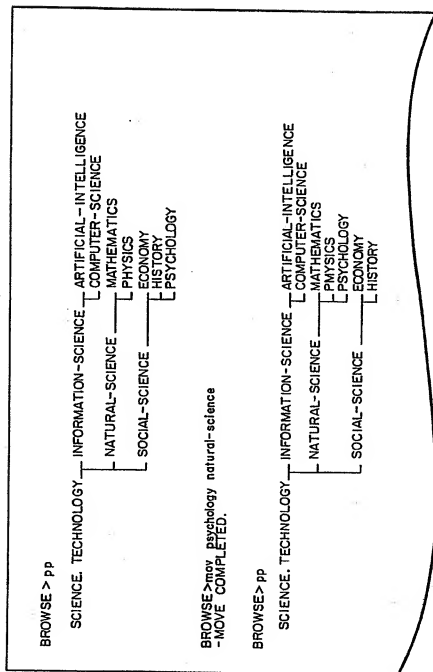 BROWSE > pp
SCIENCE. TECHNOLOGY INFORMATION-SCIENCE ARTIFICIAL-INTELLIGENCE
COMPUTER-SCIENCE
NATURAL-SCIENCE MATHEMATICS
PHYSICS
SOCIAL-SCIENCE ECONOMY
HISTORY
PSYCHOLOGY
BROWSE>mov psychology natural-science
-MOVE COMPLETED.
BROWSE>pp
SCIENCE. TECHNOLOGY INFORMATION-SCIENCE ARTIFICIAL-INTELLIGENCE
COMPUTER-SCIENCE
NATURAL-SCIENCE MATHEMATICS
PMYSICS
PSYCHOLOGY
SOCIAL-SCIENCE ECONOMY
HISTORY